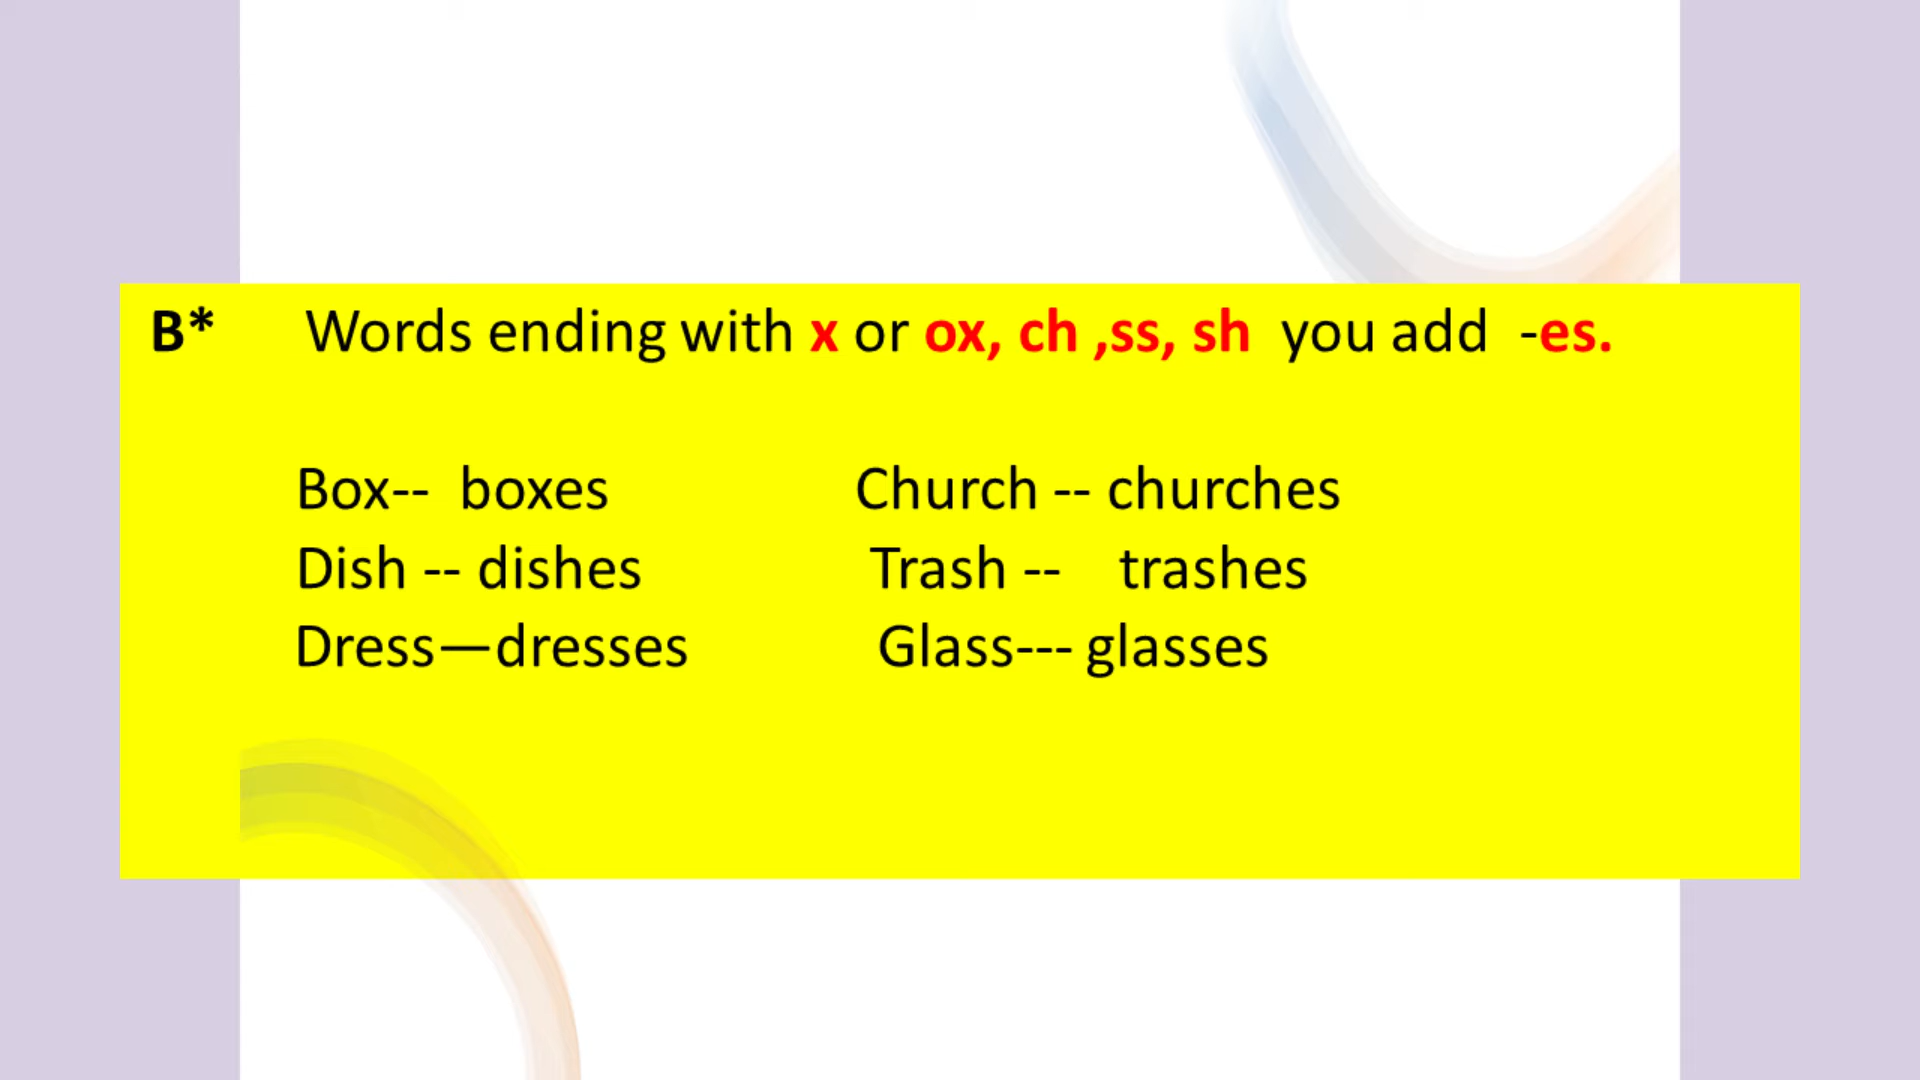 B* Words ending with x or ox, ch ,ss, sh you add -es.
Box-- boxes Church -- churches
Dish -- dishes Trash -- trashes
Dress—dresses Glass--- glasses